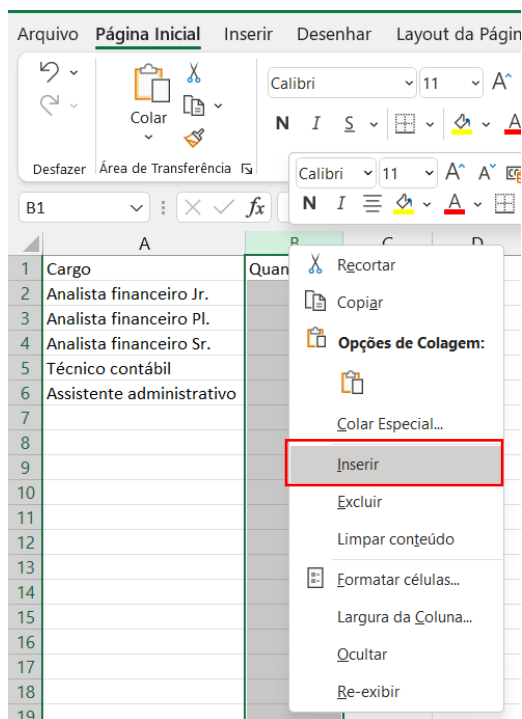 Arquivo Página Inicial Inserir Desenhar Layout da Págin
Colar
Calibri 11 A
N I S A
Desfazer Área de Transferência
Calibri 11 A A
N I A
B1 fx
A B C D
1 Cargo Quan
2 Analista financeiro Jr.
3 Analista financeiro Pl.
4 Analista financeiro Sr.
5 Técnico contábil
6 Assistente administrativo
7
8
9
10
11
12
13
14
15
16
17
18
19
Recortar
Copiar
Opções de Colagem:
Colar Especial...
Inserir
Excluir
Limpar conteúdo
Formatar células...
Largura da Coluna...
Ocultar
Re-exibir